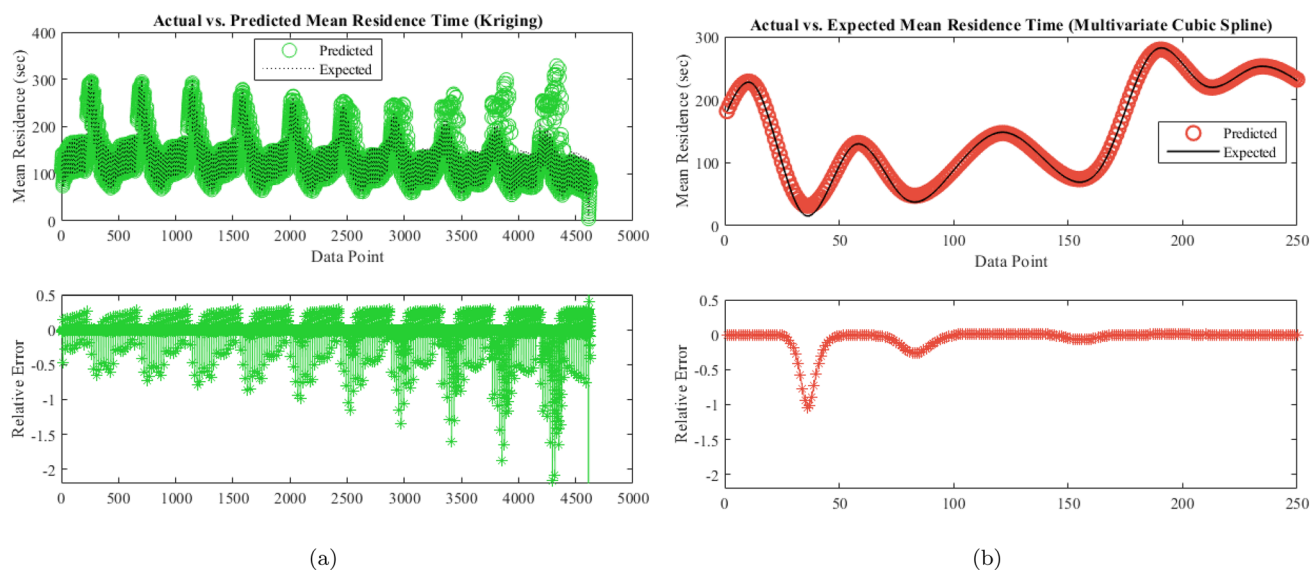 Actual vs. Predicted Mean Residence Time (Kriging)
400
300
200
100
0
Mean Residence (sec)
Predicted
Expected
0 500 1000 1500 2000 2500 3000 3500 4000 4500 5000
Data Point
0.5
0
-0.5
-1
-1.5
-2
Relative Error
0 500 1000 1500 2000 2500 3000 3500 4000 4500 5000
(a)
Actual vs. Expected Mean Residence Time (Multivariate Cubic Spline)
300
200
100
0
Mean Residence (sec)
Predicted
Expected
0 50 100 150 200 250
Data Point
0.5
0
-0.5
-1
-1.5
-2
Relative Error
0 50 100 150 200 250
(b)